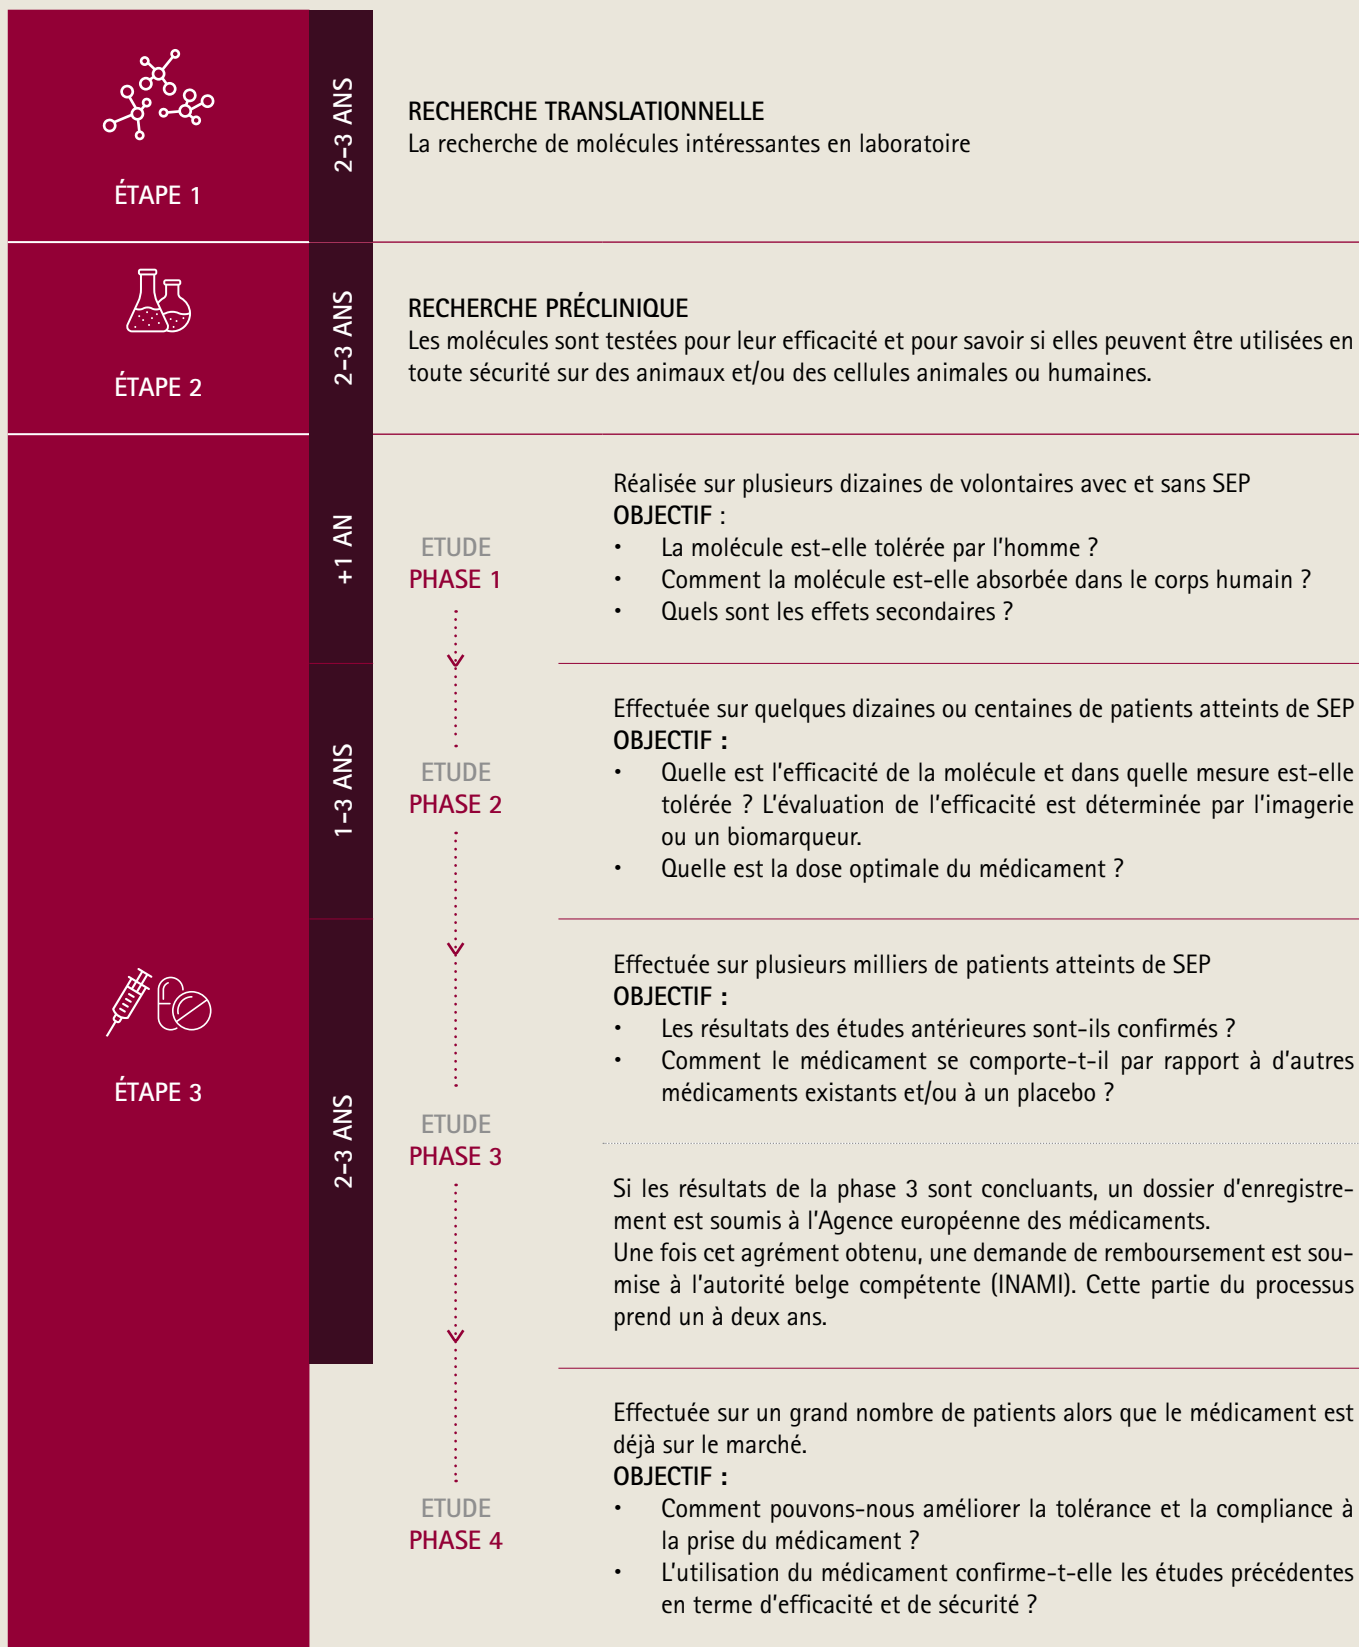 ÉTAPE 1
2-3 ANS
RECHERCHE TRANSLATIONNELLE
La recherche de molécules intéressantes en laboratoire
ÉTAPE 2
2-3 ANS
RECHERCHE PRÉCLINIQUE
Les molécules sont testées pour leur efficacité et pour savoir si elles peuvent être utilisées en
toute sécurité sur des animaux et/ou des cellules animales ou humaines.
ÉTAPE 3
+1 AN
ETUDE
PHASE 1
Réalisée sur plusieurs dizaines de volontaires avec et sans SEP
OBJECTIF :
• La molécule est-elle tolérée par l'homme ?
• Comment la molécule est-elle absorbée dans le corps humain ?
• Quels sont les effets secondaires ?
1-3 ANS
ETUDE
PHASE 2
Effectuée sur quelques dizaines ou centaines de patients atteints de SEP
OBJECTIF :
• Quelle est l'efficacité de la molécule et dans quelle mesure est-elle
tolérée ? L'évaluation de l'efficacité est déterminée par l'imagerie
ou un biomarqueur.
• Quelle est la dose optimale du médicament ?
2-3 ANS
ETUDE
PHASE 3
Effectuée sur plusieurs milliers de patients atteints de SEP
OBJECTIF :
• Les résultats des études antérieures sont-ils confirmés ?
• Comment le médicament se comporte-t-il par rapport à d'autres
médicaments existants et/ou à un placebo ?
Si les résultats de la phase 3 sont concluants, un dossier d'enregistre-
ment est soumis à l'Agence européenne des médicaments.
Une fois cet agrément obtenu, une demande de remboursement est sou-
mise à l'autorité belge compétente (INAMI). Cette partie du processus
prend un à deux ans.
ETUDE
PHASE 4
Effectuée sur un grand nombre de patients alors que le médicament est
déjà sur le marché.
OBJECTIF :
• Comment pouvons-nous améliorer la tolérance et la compliance à
la prise du médicament ?
• L'utilisation du médicament confirme-t-elle les études précédentes
en terme d'efficacité et de sécurité ?